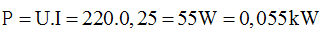 P = U.I = 220.0,25 = 55W = 0,055kW